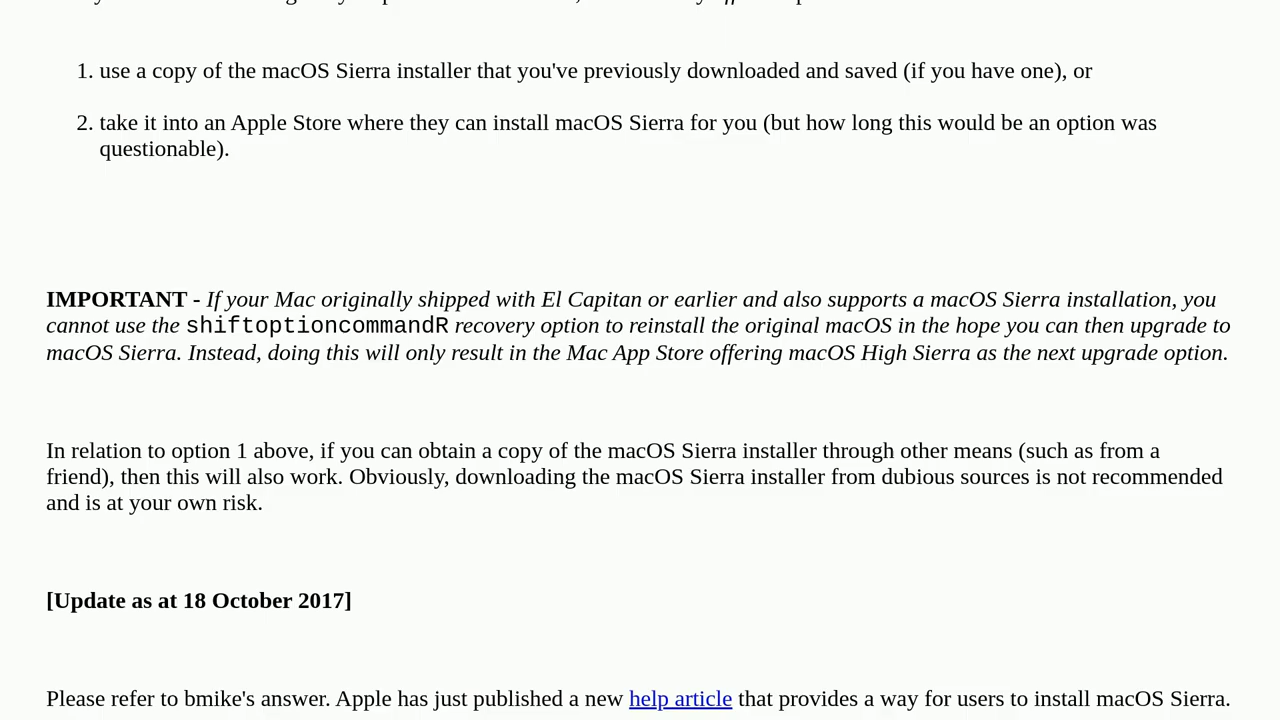 1. use a copy of the macOS Sierra installer that you've previously downloaded and saved (if you have one), or
2. take it into an Apple Store where they can install macOS Sierra for you (but how long this would be an option was
questionable).
IMPORTANT - If your Mac originally shipped with El Capitan or earlier and also supports a macOS Sierra installation, you
cannot use the shiftoptioncommandR recovery option to reinstall the original macOS in the hope you can then upgrade to
macOS Sierra. Instead, doing this will only result in the Mac App Store offering macOS High Sierra as the next upgrade option.
In relation to option 1 above, if you can obtain a copy of the macOS Sierra installer through other means (such as from a
friend), then this will also work. Obviously, downloading the macOS Sierra installer from dubious sources is not recommended
and is at your own risk.
[Update as at 18 October 2017]
Please refer to bmike's answer. Apple has just published a new help article that provides a way for users to install macOS Sierra.